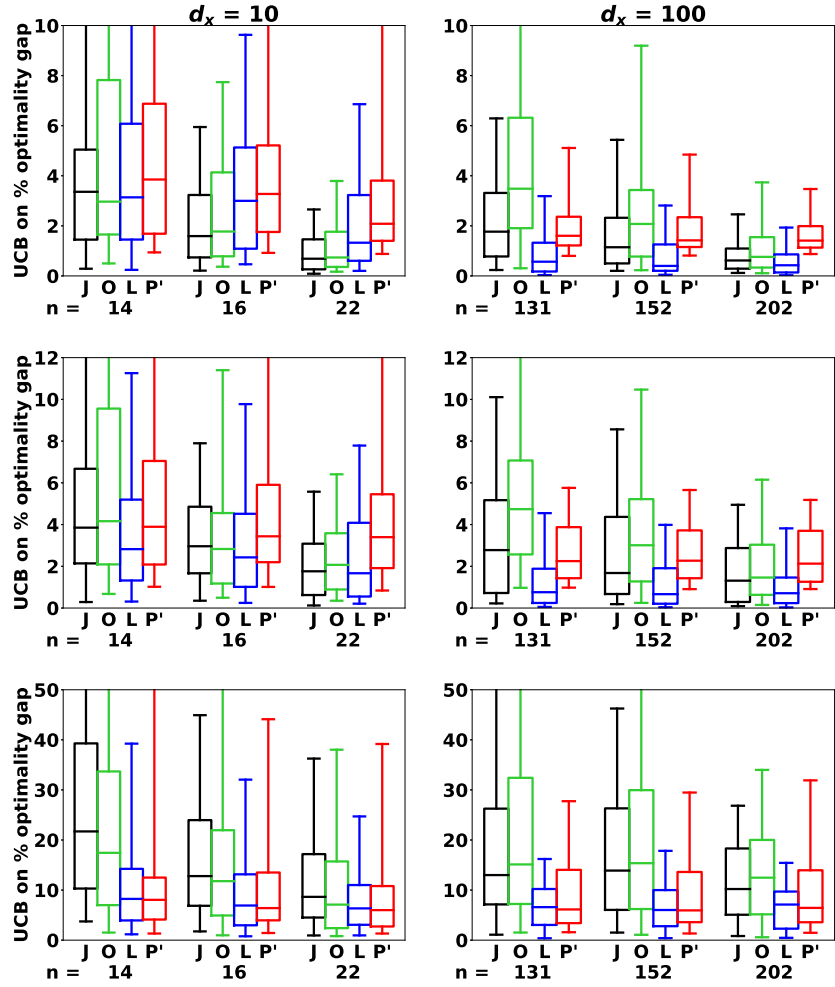 d_x = 10
d_x = 100
UCB on % optimality gap
10
8
6
4
2
0
J O L P' J O L P' J O L P'
n = 14 16 22
10
8
6
4
2
0
J O L P' J O L P' J O L P'
n = 131 152 202
UCB on % optimality gap
12
10
8
6
4
2
0
J O L P' J O L P' J O L P'
n = 14 16 22
12
10
8
6
4
2
0
J O L P' J O L P' J O L P'
n = 131 152 202
UCB on % optimality gap
50
40
30
20
10
0
J O L P' J O L P' J O L P'
n = 14 16 22
50
40
30
20
10
0
J O L P' J O L P' J O L P'
n = 131 152 202